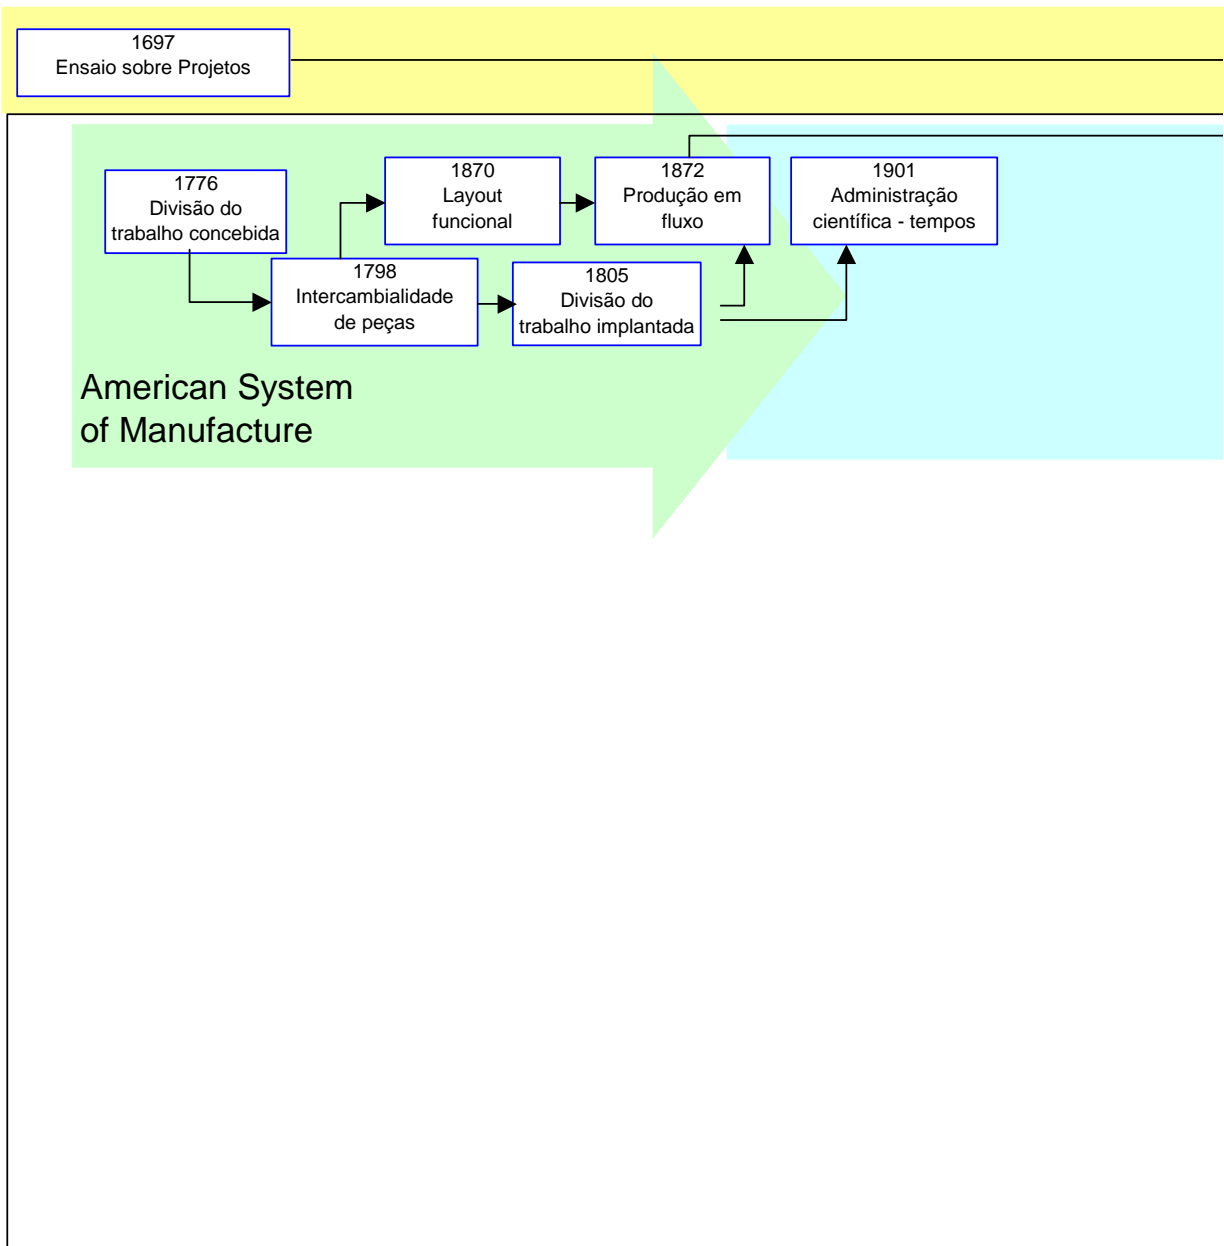 1697
Ensaio sobre Projetos
1776
Divisão do
trabalho concebida
1798
Intercambialidade
de peças
1870
Layout
funcional
1805
Divisão do
trabalho implantada
1872
Produção em
fluxo
1901
Administração
científica - tempos
American System
of Manufacture